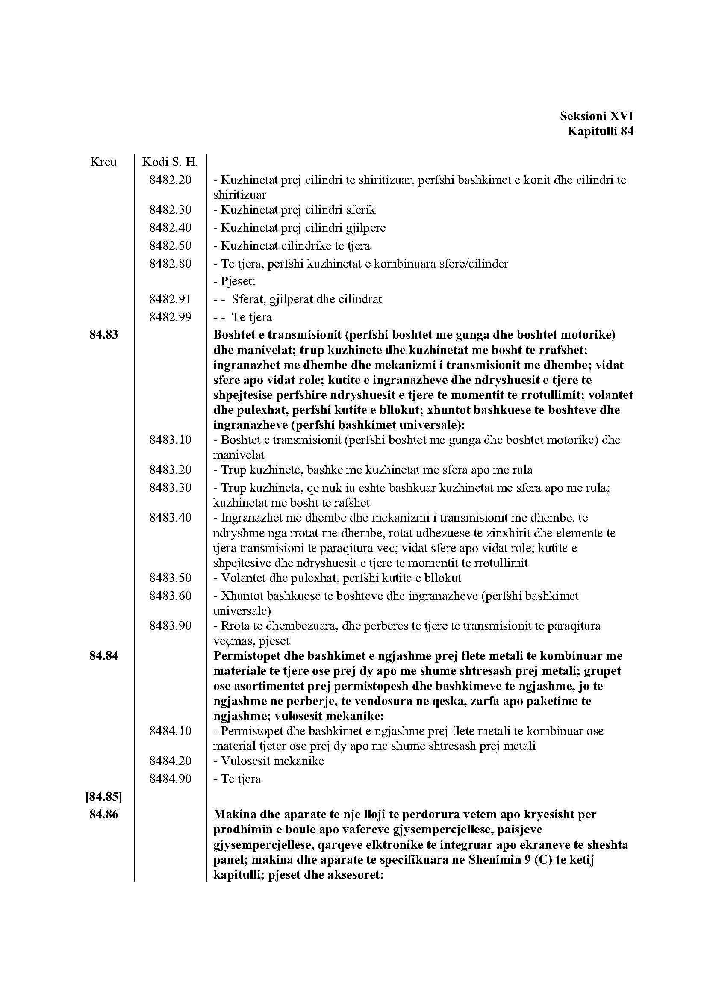 Seksioni XVI
Kapitulli 84
Kreu Kodi S. H.
8482.20 - Kuzhinetat prej cilindri te shiritizuar, perfshi bashkimet e konit dhe cilindri te
shiritizuar
8482.30 - Kuzhinetat prej cilindri sferik
8482.40 - Kuzhinetat prej cilindri gjilpere
8482.50 - Kuzhinetat cilindrike te tjera
8482.80 - Te tjera, perfshi kuzhinetat e kombinuara sfere/cilinder
- Pjeset:
8482.91 - - Sferat, gjilperat dhe cilindrat
8482.99 - - Te tjera
84.83 Boshtet e transmisionit (perfshi boshtet me gunga dhe boshtet motorike)
dhe manivelat; trup kuzhinete dhe kuzhinetat me bosht te rrafshet;
ingranazhet me dhembe dhe mekanizmi i transmisionit me dhembe; vidat
sfere apo vidat role; kutite e ingranazheve dhe ndryshuesit e tjere te
shpejtesise perfshire ndryshuesit e tjere te momentit te rrotullimit; volantet
dhe pulexhat, perfshi kutite e bllokut; xhuntot bashkuese te boshteve dhe
ingranazheve (perfshi bashkimet universale):
8483.10 - Boshtet e transmisionit (perfshi boshtet me gunga dhe boshtet motorike) dhe
manivelat
8483.20 - Trup kuzhinete, bashke me kuzhinetat me sfera apo me rula
8483.30 - Trup kuzhineta, qe nuk iu eshte bashkuar kuzhinetat me sfera apo me rula;
kuzhinetat me bosht te rafshet
8483.40 - Ingranazhet me dhembe dhe mekanizmi i transmisionit me dhembe, te
ndryshme nga rrotat me dhembe, rotat udhezuese te zinxhirit dhe elemente te
tjera transmisioni te paraqitura vec; vidat sfere apo vidat role; kutite e
shpejtesive dhe ndryshuesit e tjere te momentit te rrotullimit
8483.50 - Volantet dhe pulexhat, perfshi kutite e bllokut
8483.60 - Xhuntot bashkuese te boshteve dhe ingranazheve (perfshi bashkimet
universale)
8483.90 - Rrota te dhembezuara, dhe perberes te tjere te transmisionit te paraqitura
veçmas, pjeset
84.84 Permistopet dhe bashkimet e ngjashme prej flete metali te kombinuar me
materiale te tjere ose prej dy apo me shume shtresash prej metali; grupet
ose asortimentet prej permistopesh dhe bashkimeve te ngjashme, jo te
ngjashme ne perberje, te vendosura ne qeska, zarfa apo paketime te
ngjashme; vulosesit mekanike:
8484.10 - Permistopet dhe bashkimet e ngjashme prej flete metali te kombinuar ose
material tjeter ose prej dy apo me shume shtresash prej metali
8484.20 - Vulosesit mekanike
8484.90 - Te tjera
[84.85]
84.86 Makina dhe aparate te nje lloji te perdorura vetem apo kryesisht per
prodhimin e boule apo vafereve gjysempercjellese, paisjeve
gjysempercjellese, qarqeve elktronike te integruar apo ekraneve te sheshta
panel; makina dhe aparate te specifikuara ne Shenimin 9 (C) te ketij
kapitulli; pjeset dhe aksesoret: